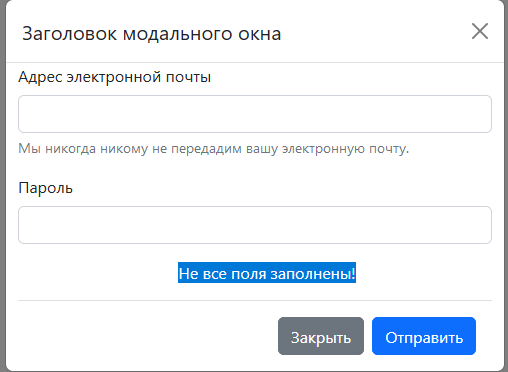 Заголовок модального окна
Адрес электронной почты
Мы никогда никому не передадим вашу электронную почту.
Пароль
Не все поля заполнены!
Закрыть Отправить